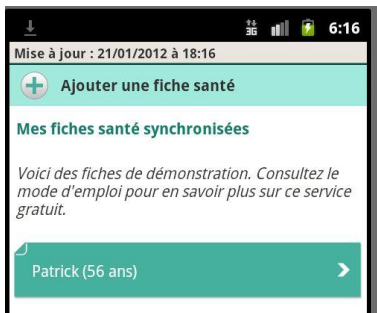 3G 6:16
Mise à jour : 21/01/2012 à 18:16
Ajouter une fiche santé
Mes fiches santé synchronisées
Voici des fiches de démonstration. Consultez le
mode d'emploi pour en savoir plus sur ce service
gratuit.
Patrick (56 ans)